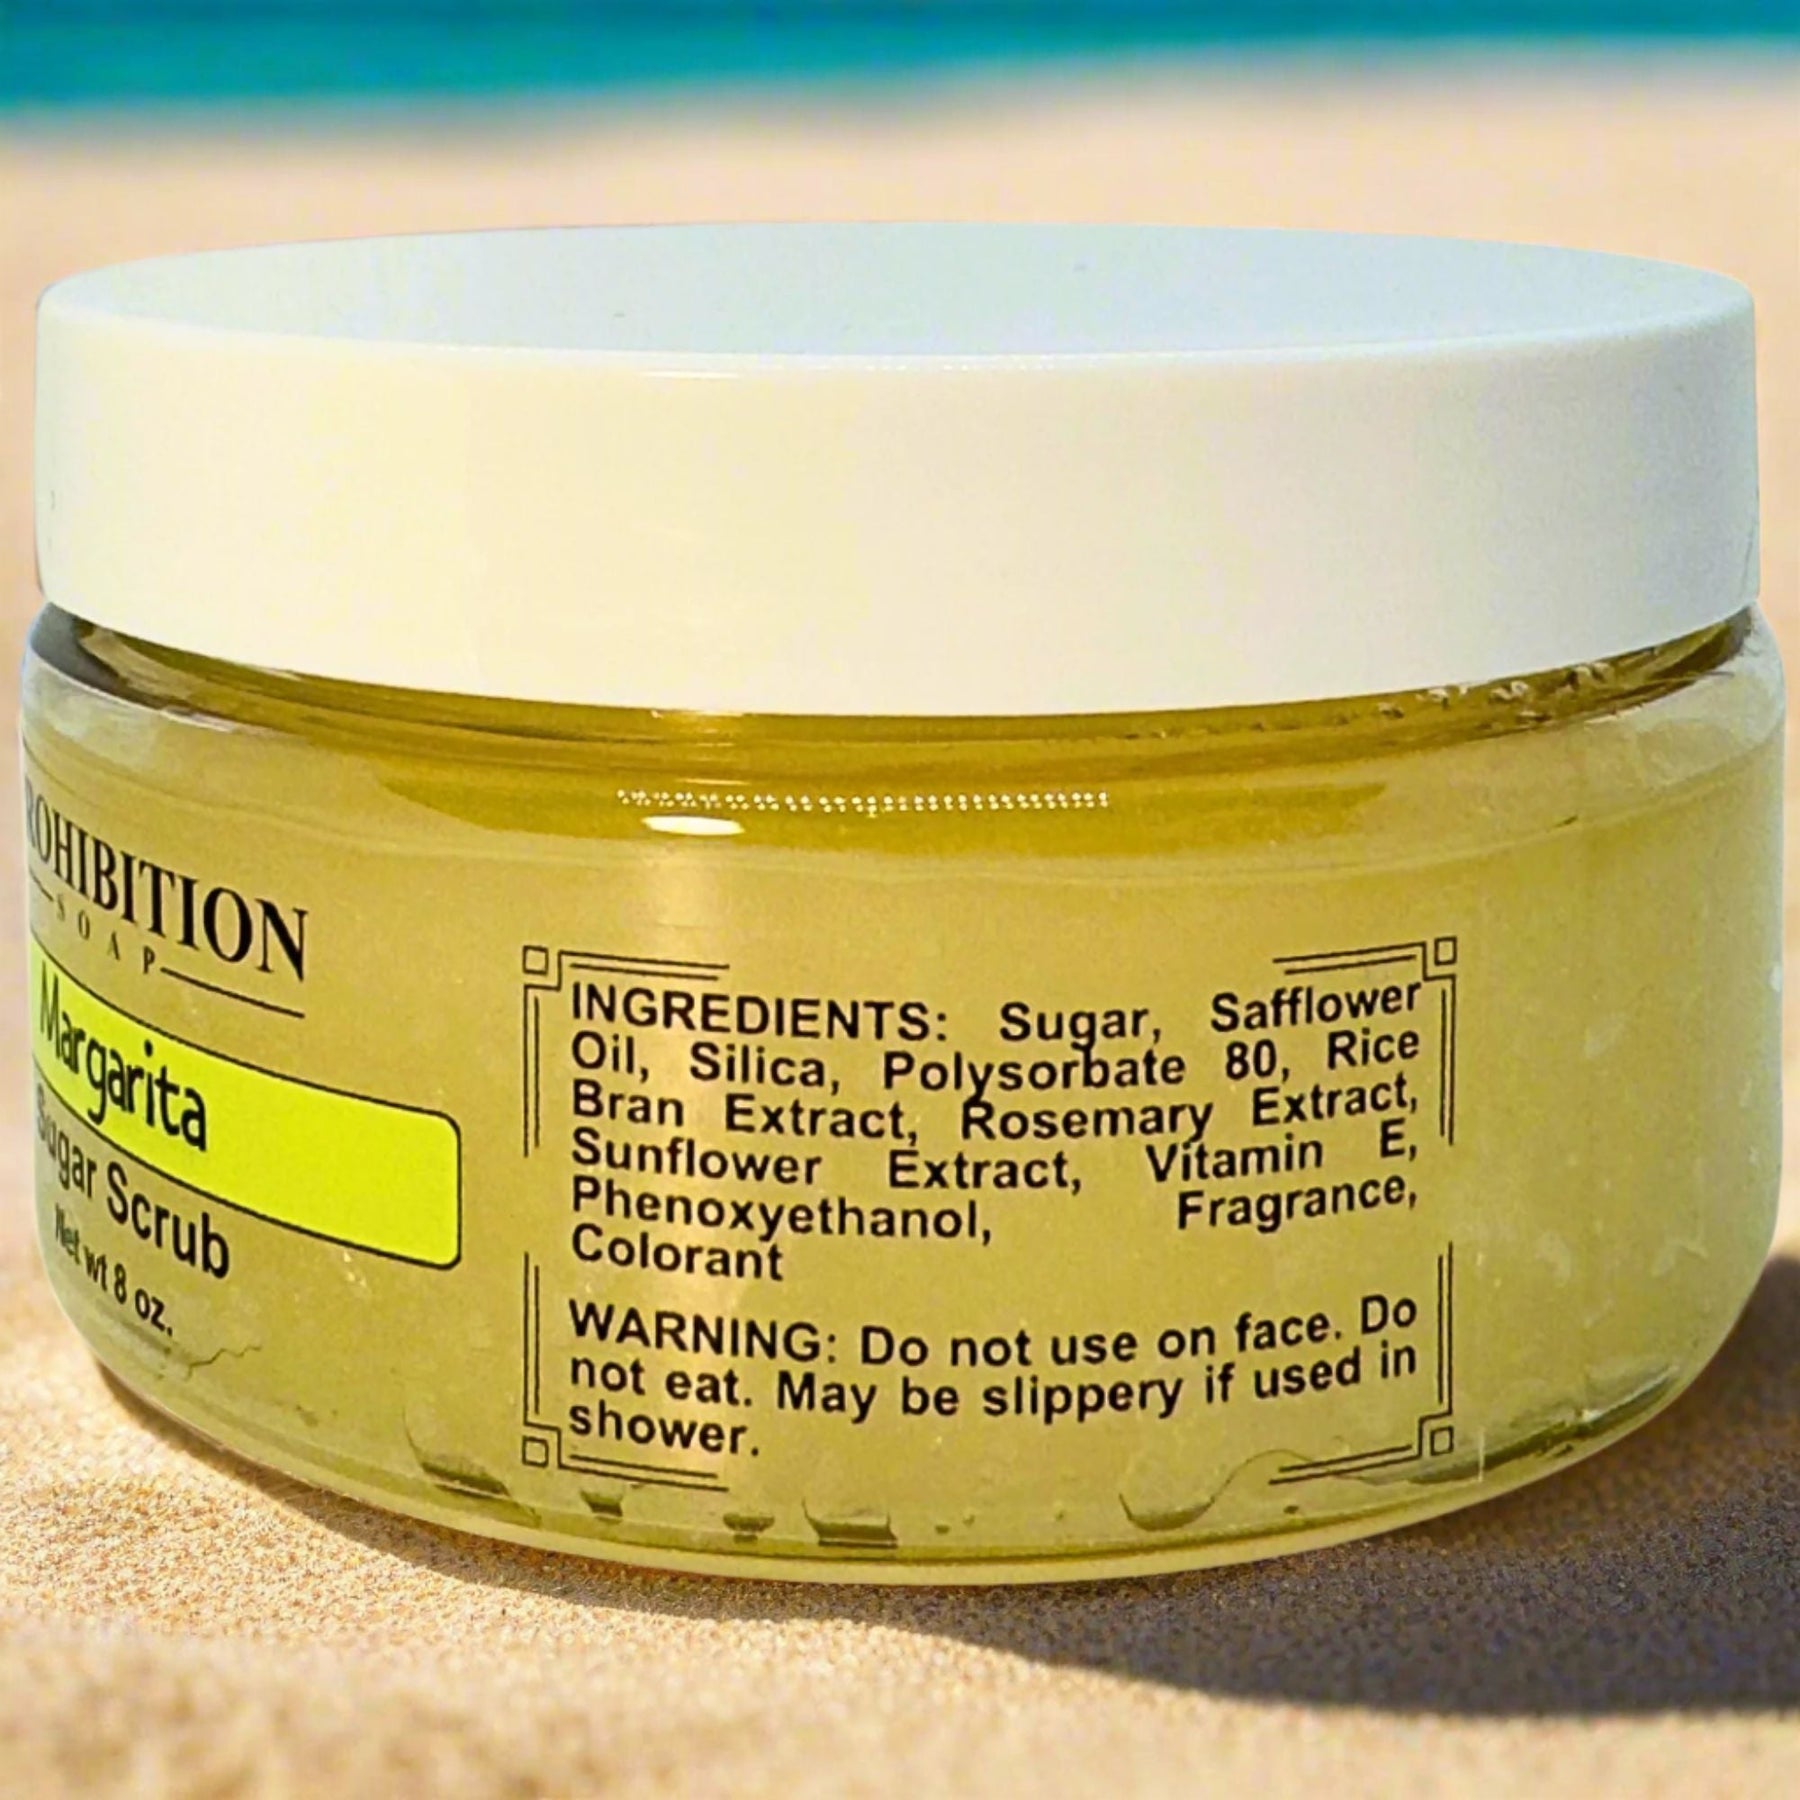 ROHIBITION
SOAP
Margarita
Sugar Scrub
Net wt 8 oz.
INGREDIENTS: Sugar, Safflower
Oil, Silica, Polysorbate 80, Rice
Bran Extract, Rosemary Extract,
Sunflower Extract, Vitamin E,
Phenoxyethanol, Fragrance,
Colorant
WARNING: Do not use on face. Do
not eat. May be slippery if used in
shower.